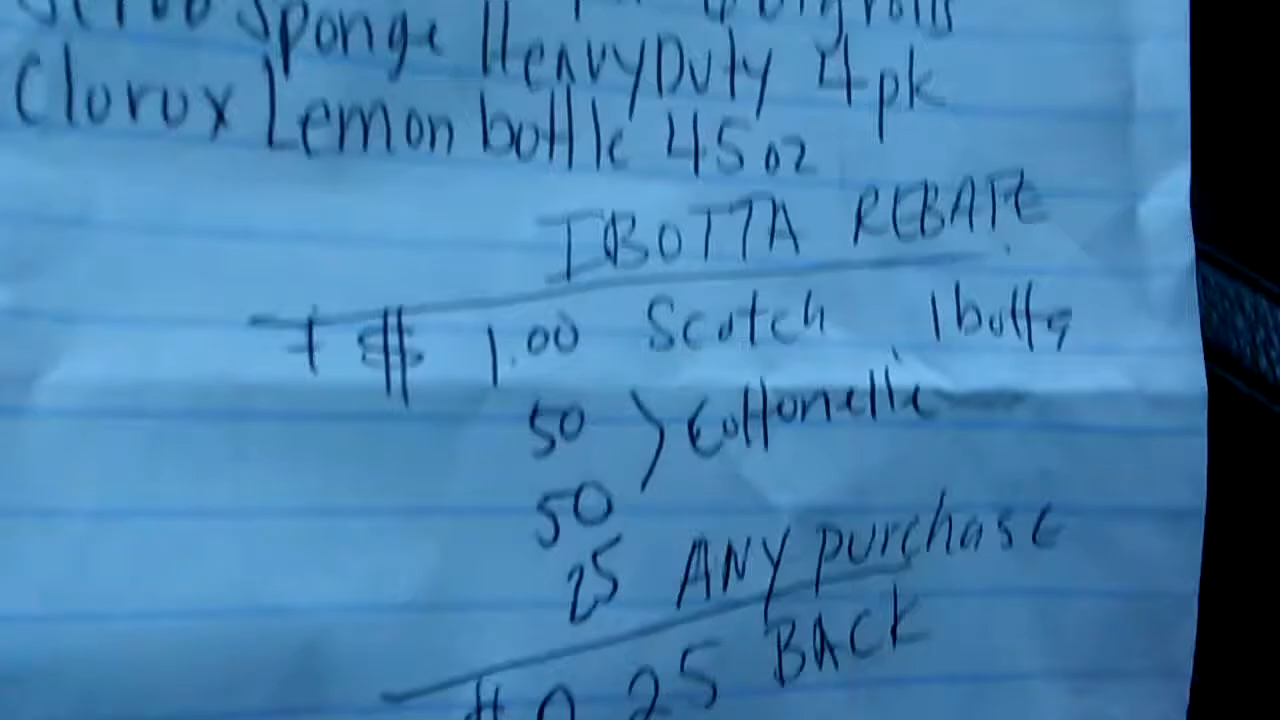 Sponge HeavyDuty 4pk
Clorox Lemon bottle 45oz
IBOTTA REBATE
+ $ 1.00 Scotch Ibotta
50 } Cottonelle
50
25 ANY purchase
25 BACK